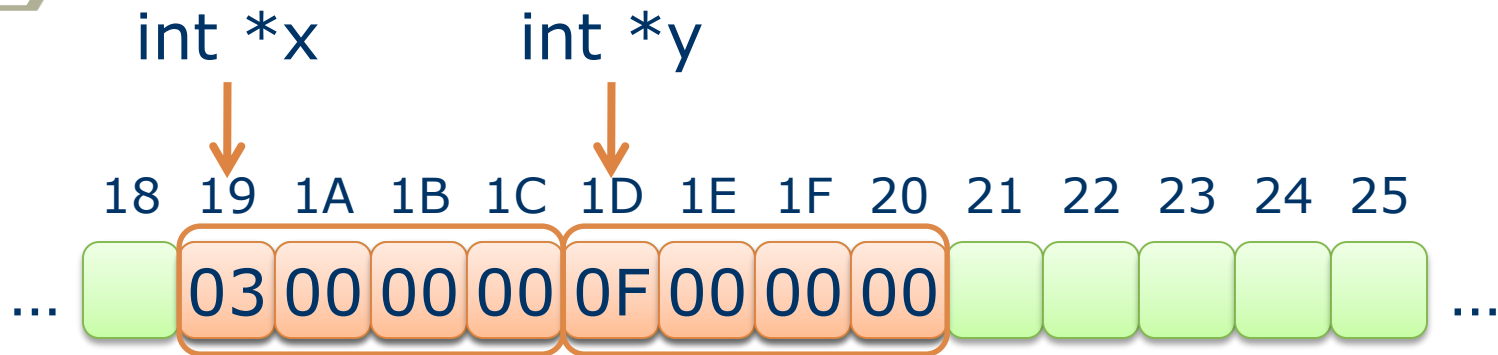 int *x int *y
18 19 1A 1B 1C 1D 1E 1F 20 21 22 23 24 25
... 03 00 00 00 0F 00 00 00 ...